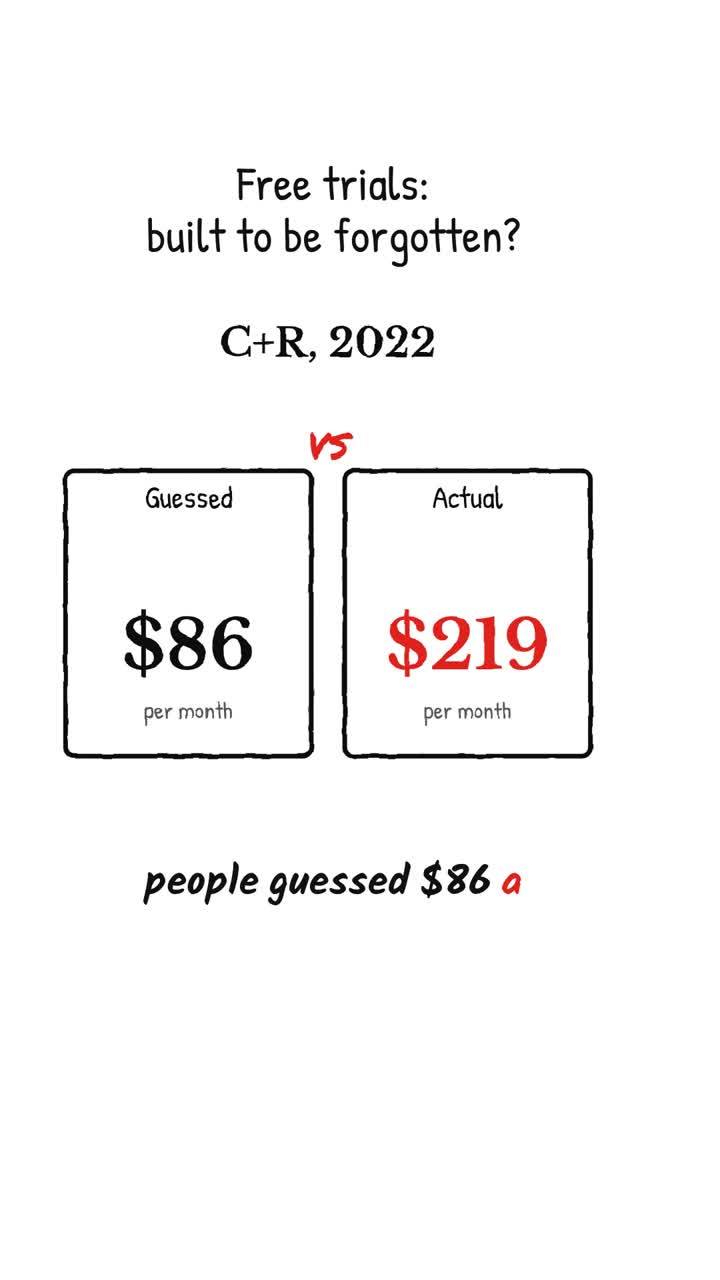 Free trials:
built to be forgotten?
C+R, 2022
vs
Guessed
$86
per month
Actual
$219
per month
people guessed $86 a